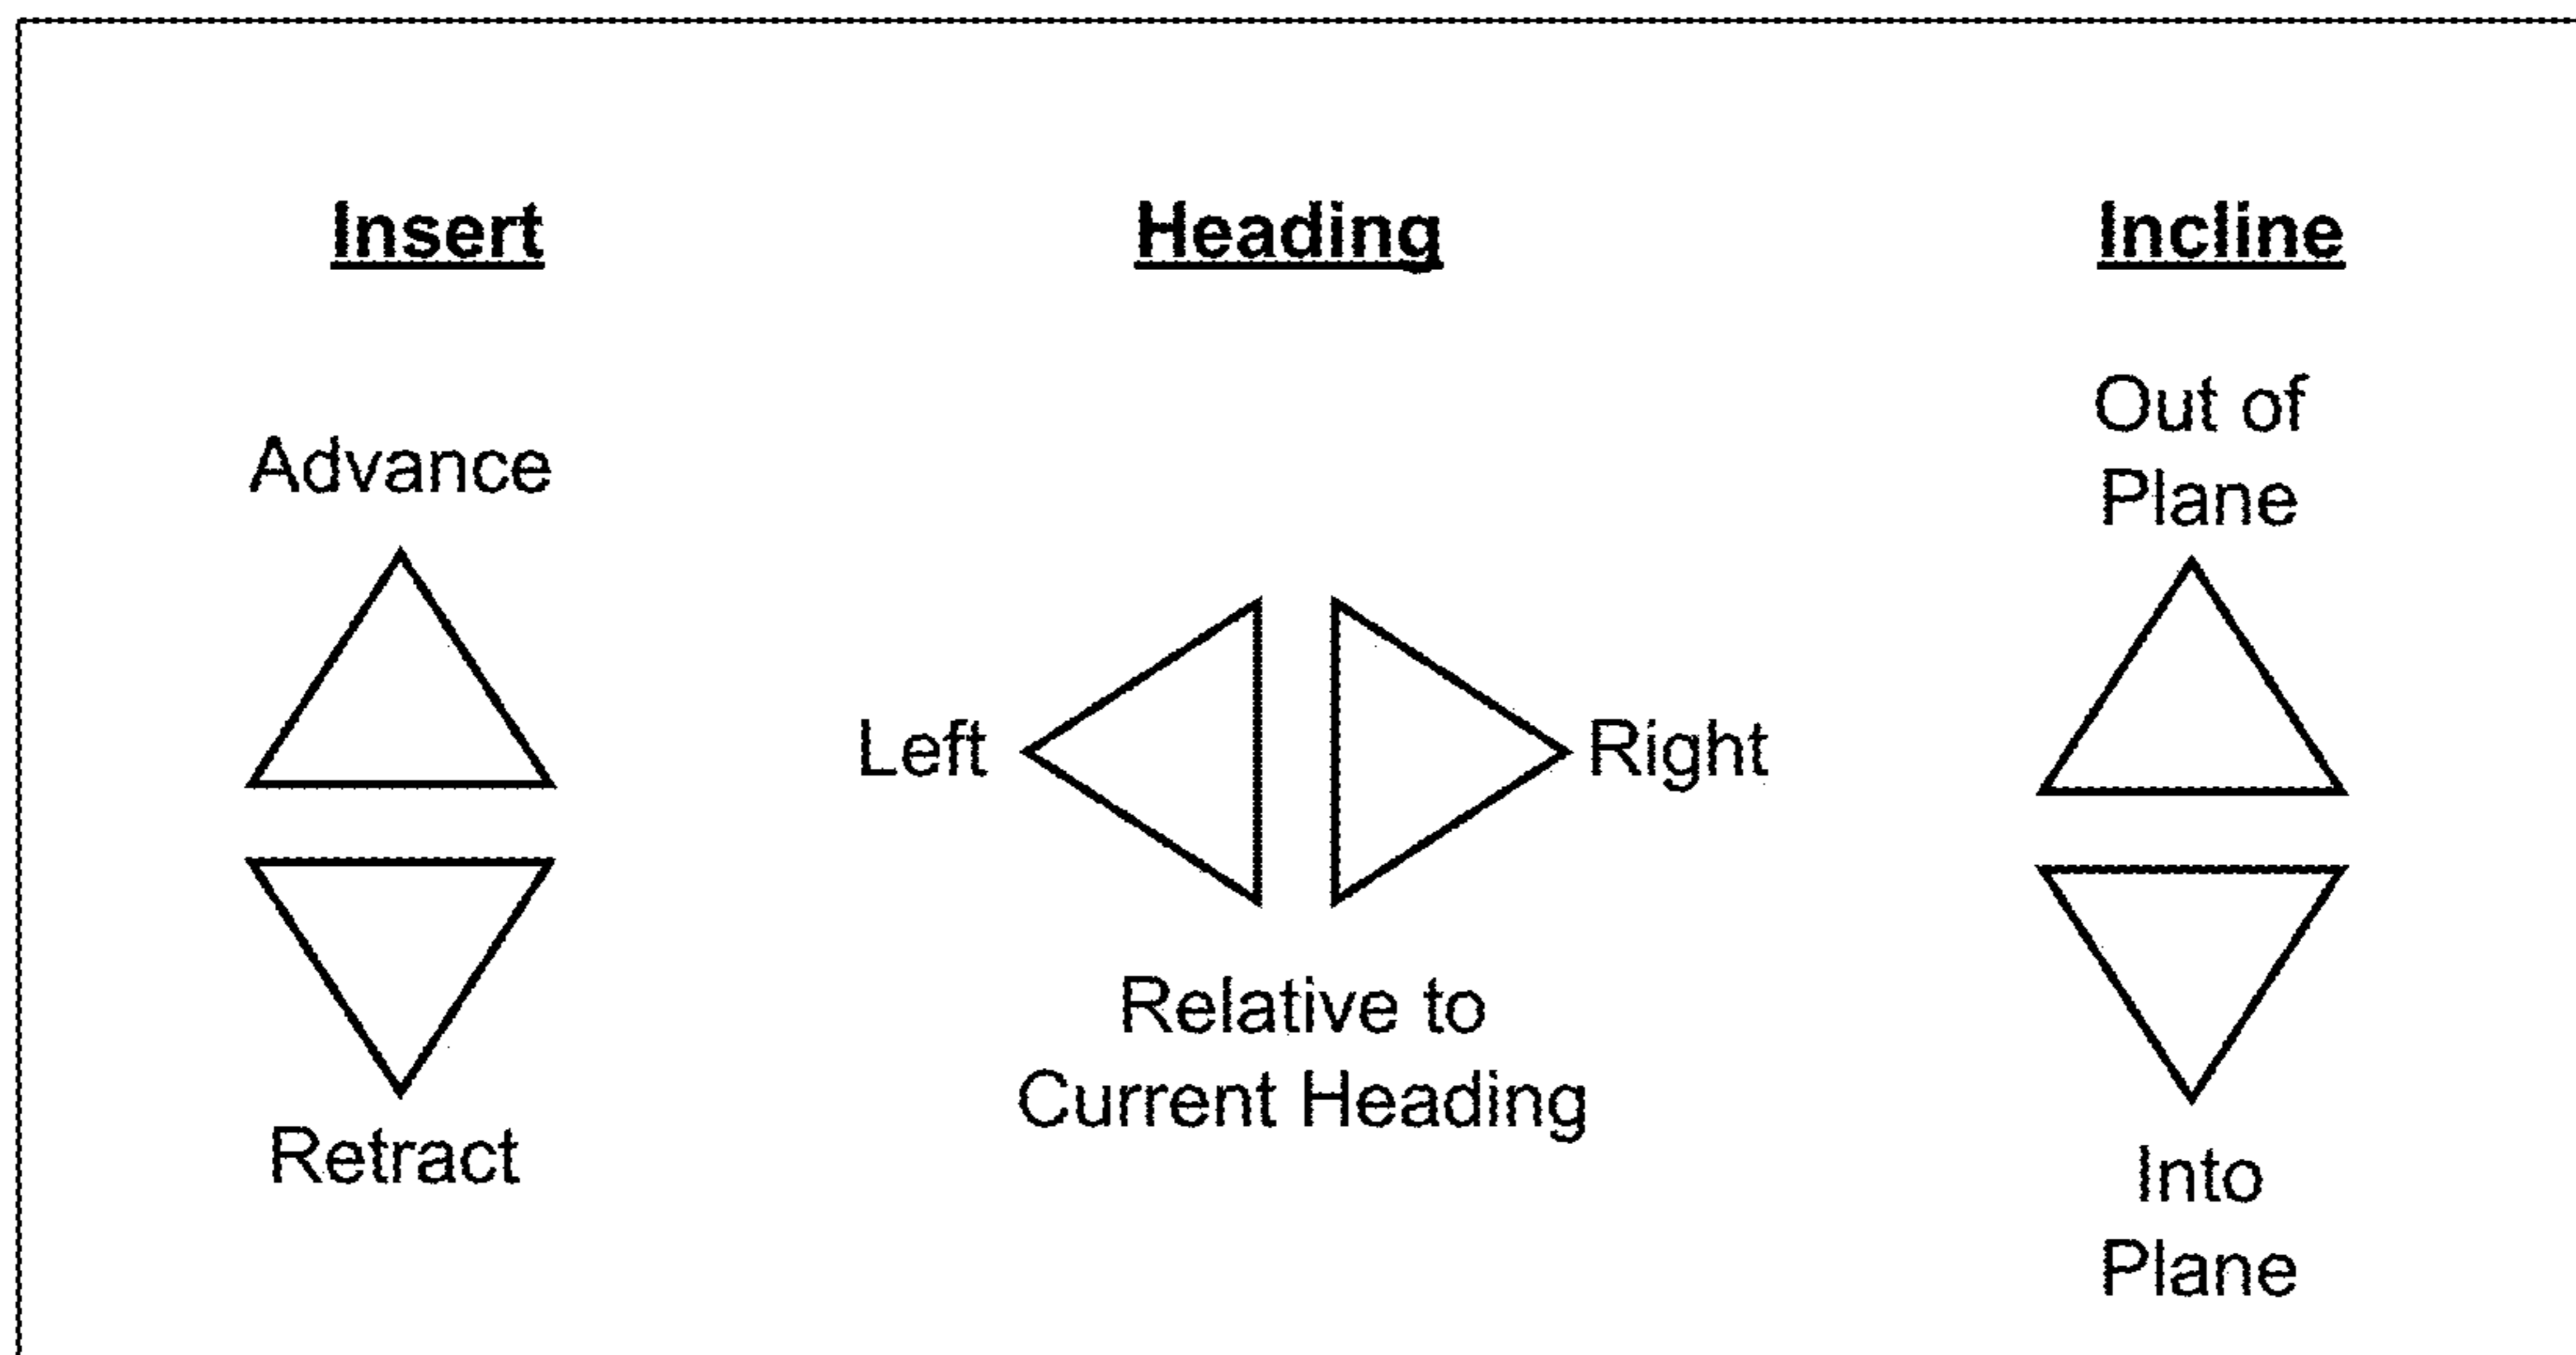 Insert
Advance
Retract
Heading
Left
Right
Relative to
Current Heading
Incline
Out of
Plane
Into
Plane